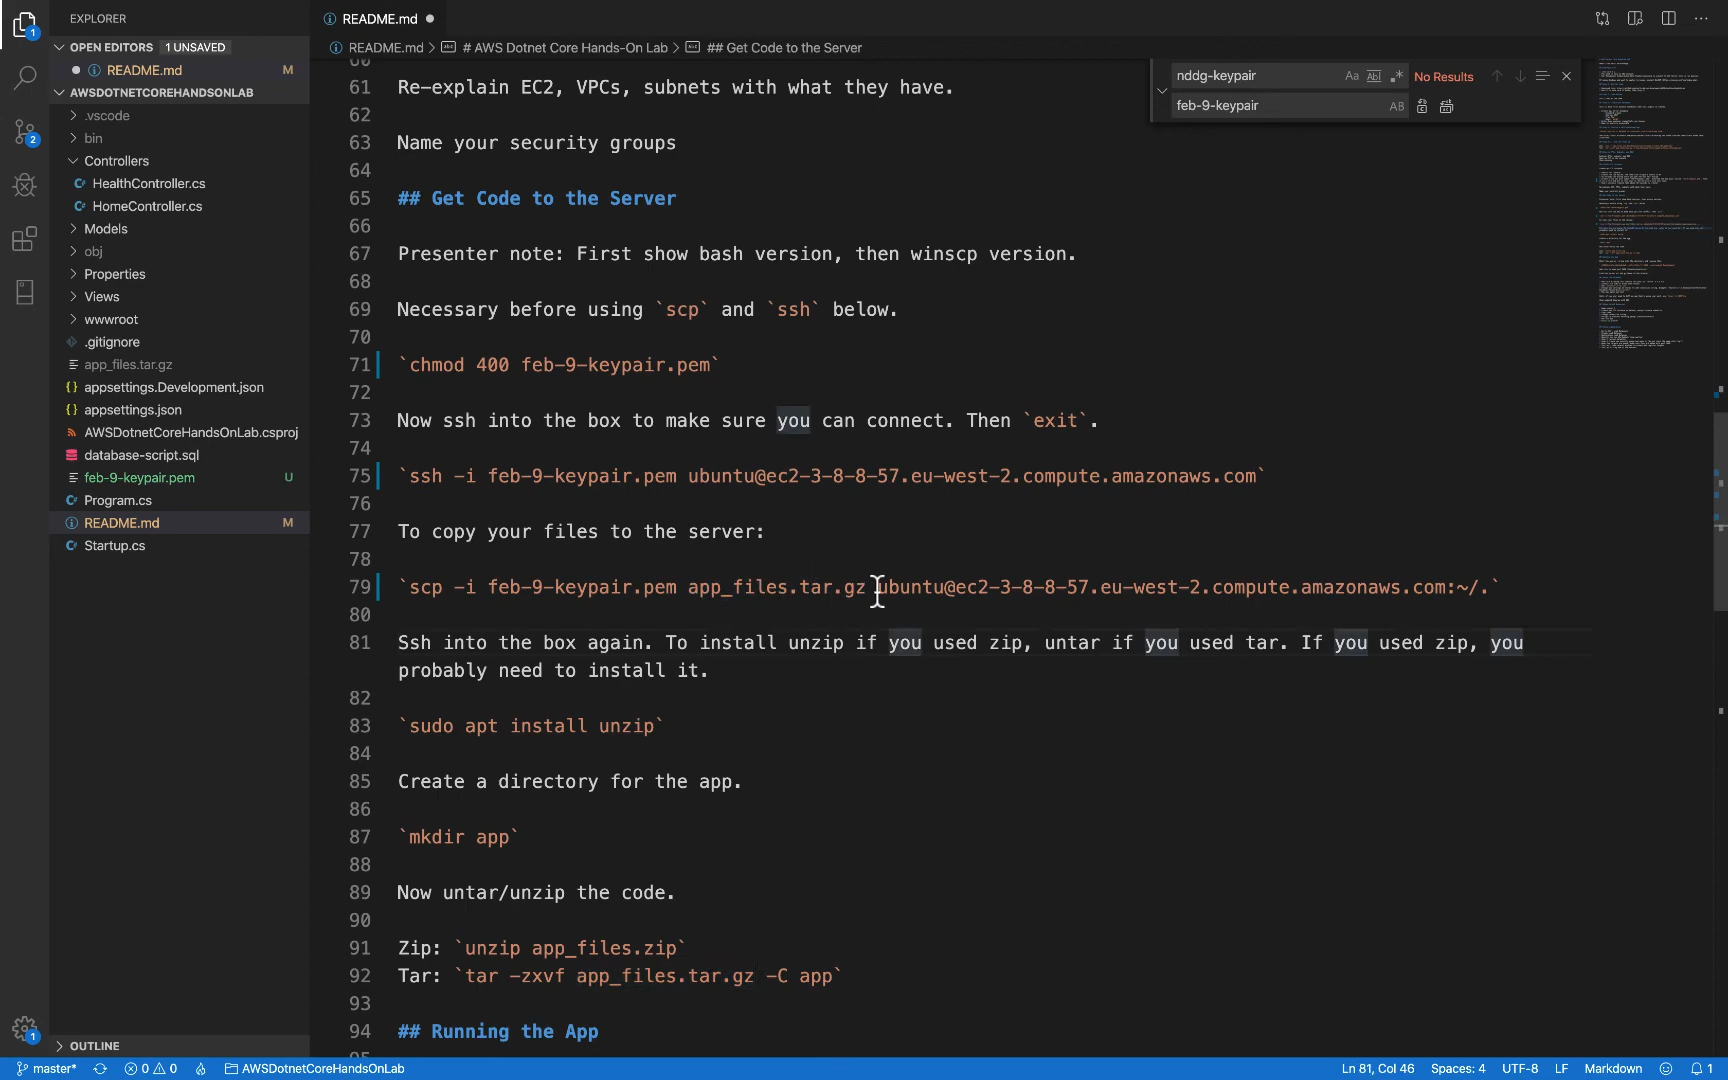 EXPLORER
OPEN EDITORS 1 UNSAVED
README.md M
AWSDOTNETCOREHANDSONLAB
.vscode
bin
Controllers
HealthController.cs
HomeController.cs
Models
obj
Properties
Views
wwwroot
.gitignore
app_files.tar.gz
appsettings.Development.json
appsettings.json
AWSDotnetCoreHandsOnLab.csproj
database-script.sql
feb-9-keypair.pem U
Program.cs
README.md M
Startup.cs
OUTLINE
README.md
README.md > # AWS Dotnet Core Hands-On Lab > ## Get Code to the Server
nddg-keypair Aa Abl .* No Results
feb-9-keypair AB
60
61 Re-explain EC2, VPCs, subnets with what they have.
62
63 Name your security groups
64
65 ## Get Code to the Server
66
67 Presenter note: First show bash version, then winscp version.
68
69 Necessary before using `scp` and `ssh` below.
70
71 `chmod 400 feb-9-keypair.pem`
72
73 Now ssh into the box to make sure you can connect. Then `exit`.
74
75 `ssh -i feb-9-keypair.pem ubuntu@ec2-3-8-8-57.eu-west-2.compute.amazonaws.com`
76
77 To copy your files to the server:
78
79 `scp -i feb-9-keypair.pem app_files.tar.gz ubuntu@ec2-3-8-8-57.eu-west-2.compute.amazonaws.com:~/.`
80
81 Ssh into the box again. To install unzip if you used zip, untar if you used tar. If you used zip, you
probably need to install it.
82
83 `sudo apt install unzip`
84
85 Create a directory for the app.
86
87 `mkdir app`
88
89 Now untar/unzip the code.
90
91 Zip: `unzip app_files.zip`
92 Tar: `tar -zxvf app_files.tar.gz -C app`
93
94 ## Running the App
95
master* 0 0 AWSDotnetCoreHandsOnLab Ln 81, Col 46 Spaces: 4 UTF-8 LF Markdown 1